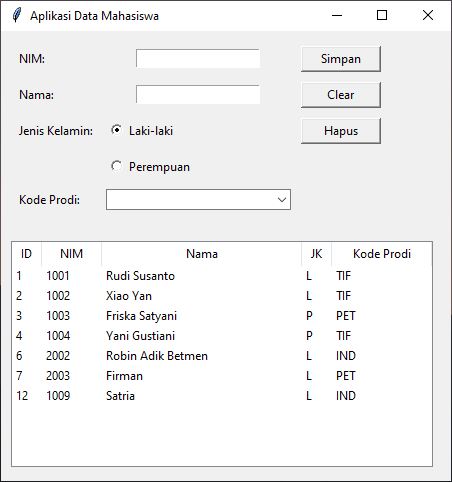 Aplikasi Data Mahasiswa
NIM: Simpan
Nama: Clear
Jenis Kelamin: Laki-laki Hapus
Perempuan
Kode Prodi:
ID NIM Nama JK Kode Prodi
1 1001 Rudi Susanto L TIF
2 1002 Xiao Yan L TIF
3 1003 Friska Satyani P PET
4 1004 Yani Gustiani P TIF
6 2002 Robin Adik Betmen L IND
7 2003 Firman L PET
12 1009 Satria L IND